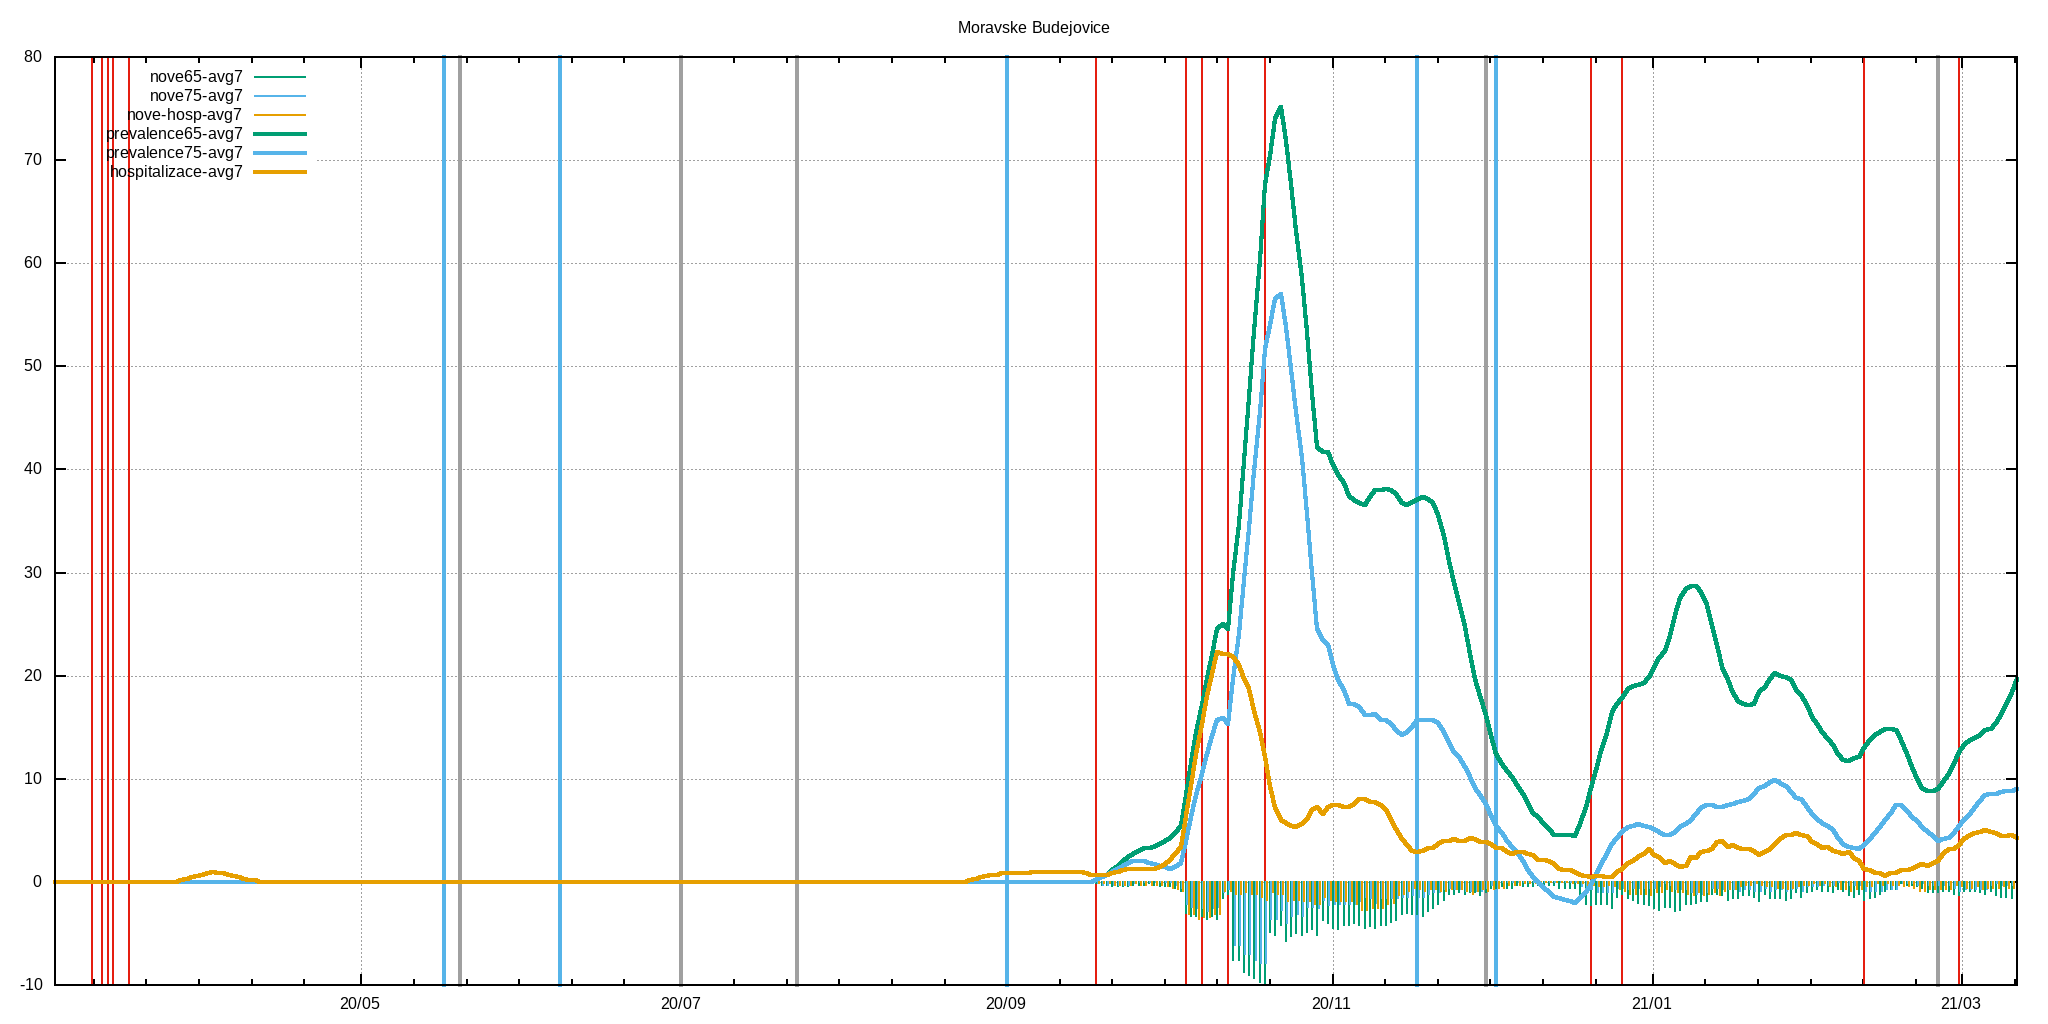 Moravske Budejovice
80
70
60
50
40
30
20
10
0
-10
nove65-avg7
nove75-avg7
nove-hosp-avg7
prevalence65-avg7
prevalence75-avg7
hospitalizace-avg7
20/05 20/07 20/09 20/11 21/01 21/03